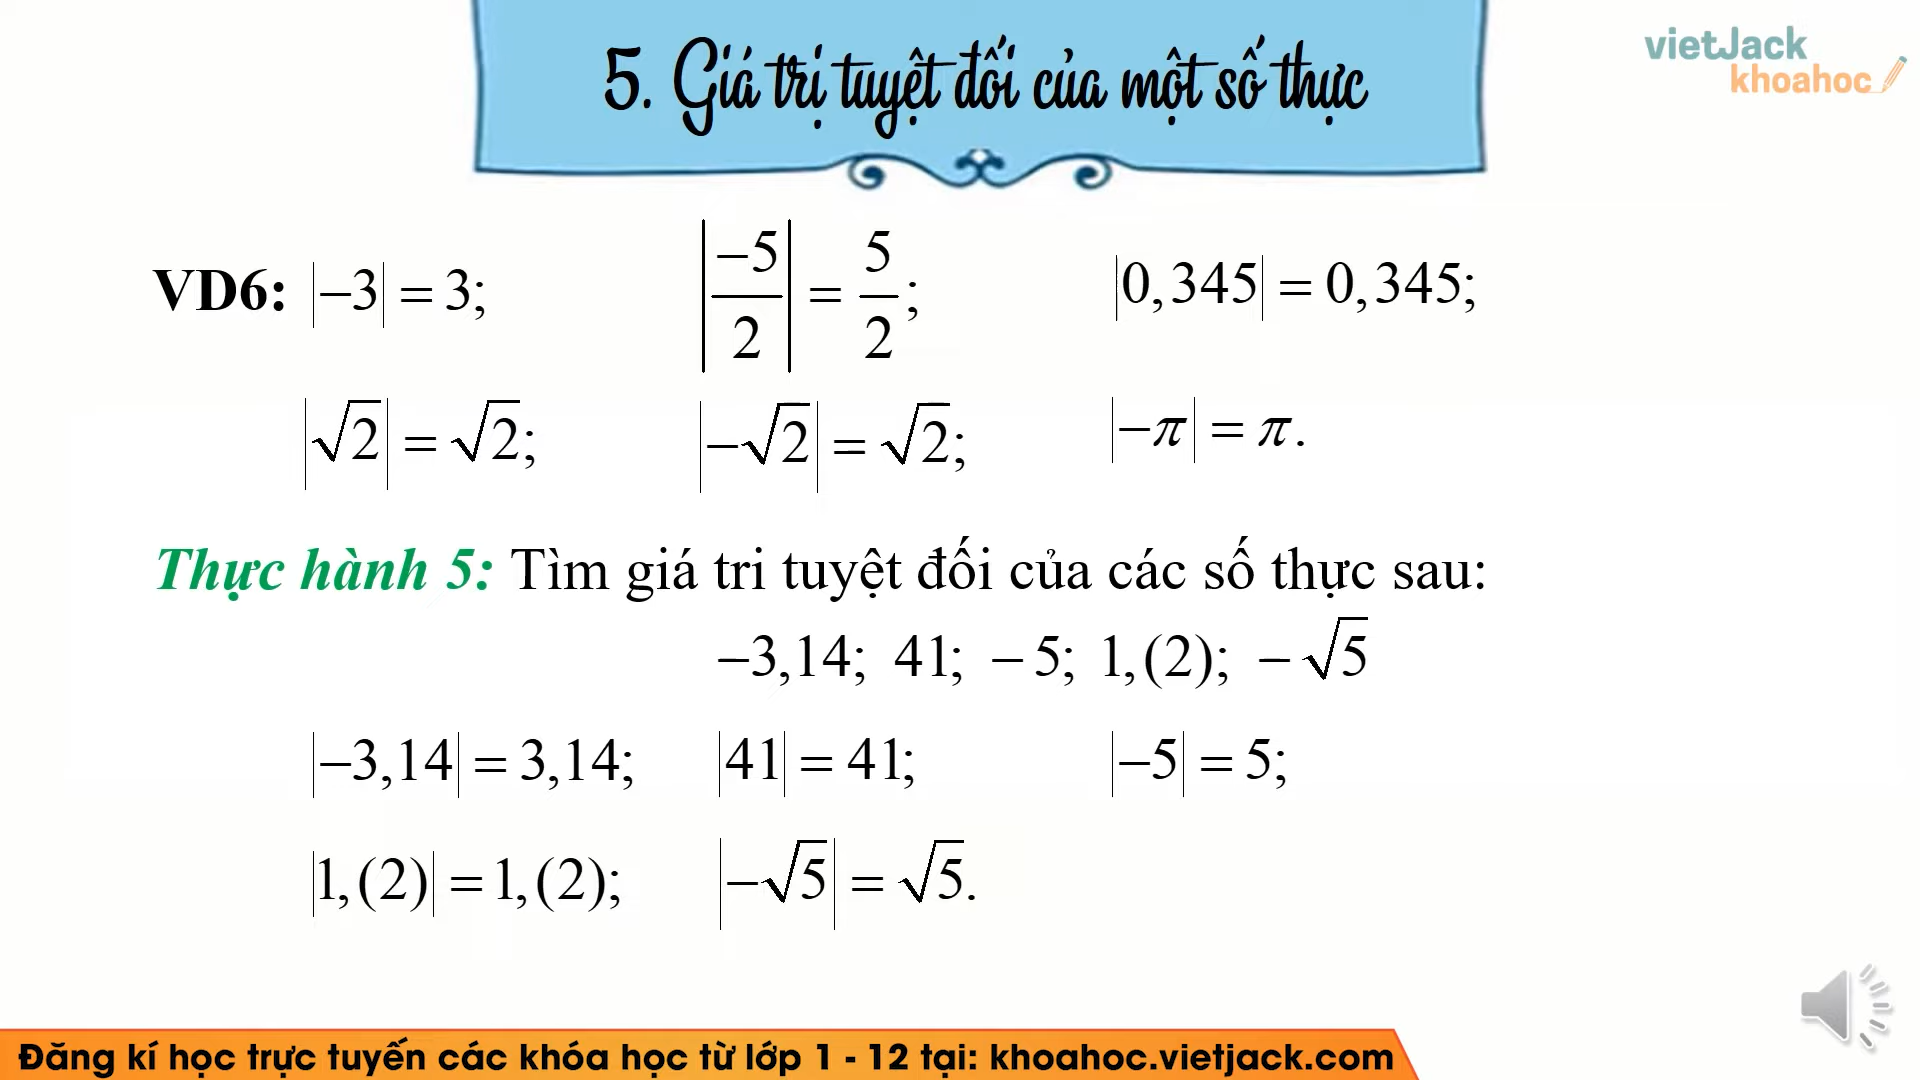 5. Giá trị tuyệt đối của một số thực
vietJack
khoahoc
VD6: |−3| = 3; |−5/2| = 5/2; |0,345| = 0,345;
|√2| = √2; |−√2| = √2; |−π| = π.
Thực hành 5: Tìm giá tri tuyệt đối của các số thực sau:
−3,14; 41; −5; 1,(2); −√5
|−3,14| = 3,14; |41| = 41; |−5| = 5;
|1,(2)| = 1,(2); |−√5| = √5.
Đăng kí học trực tuyến các khóa học từ lớp 1 - 12 tại: khoahoc.vietjack.com